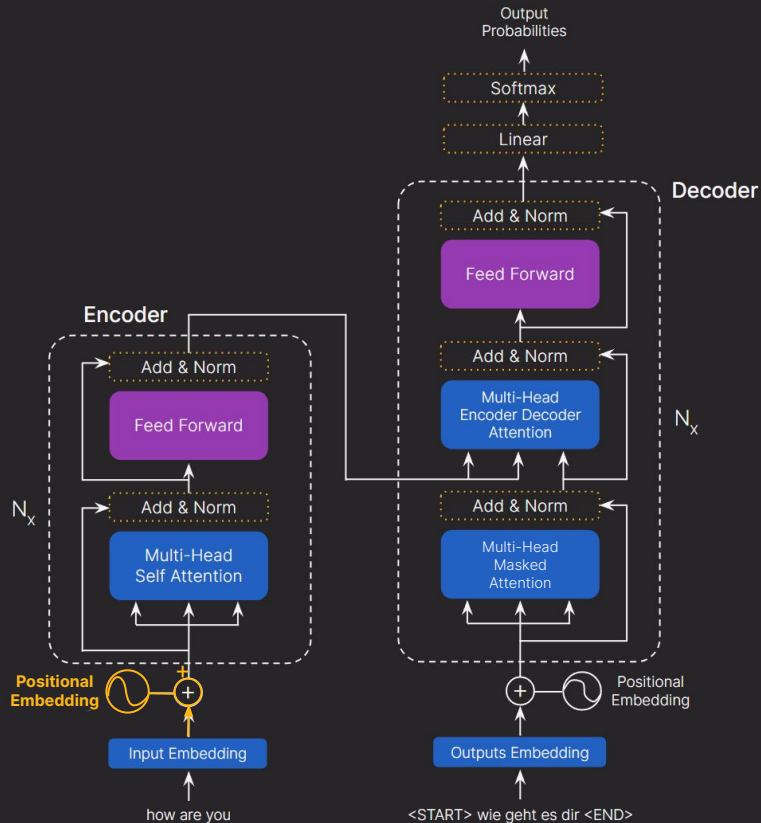 Output
Probabilities
Softmax
Linear
Decoder
Add & Norm
Feed Forward
Add & Norm
Multi-Head
Encoder Decoder
Attention
Nx
Add & Norm
Multi-Head
Masked
Attention
Encoder
Add & Norm
Feed Forward
Nx
Add & Norm
Multi-Head
Self Attention
Positional
Embedding
+
+
Input Embedding
how are you
+
Positional
Embedding
Outputs Embedding
<START> wie geht es dir <END>